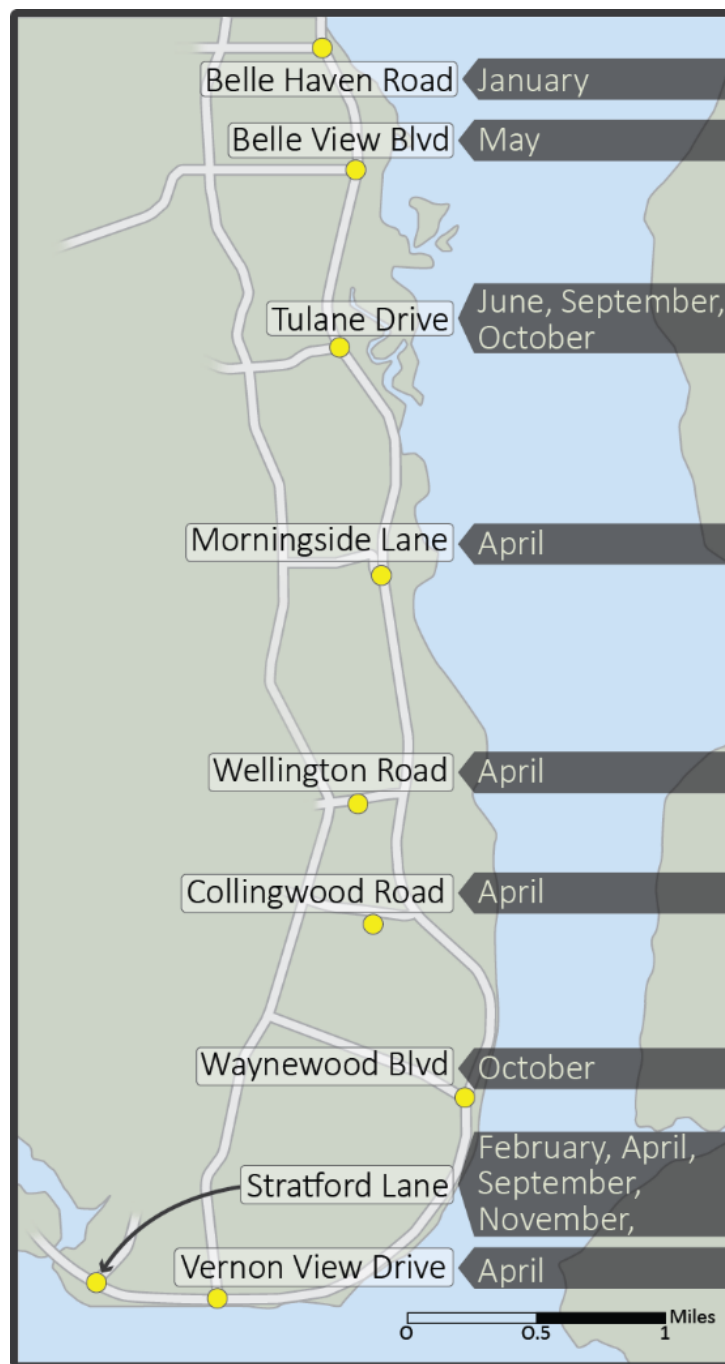 Belle Haven Road January
Belle View Blvd May
Tulane Drive June, September,
October
Morningside Lane April
Wellington Road April
Collingwood Road April
Waynewood Blvd October
Stratford Lane February, April,
September,
November,
Vernon View Drive April
Miles
0 0.5 1